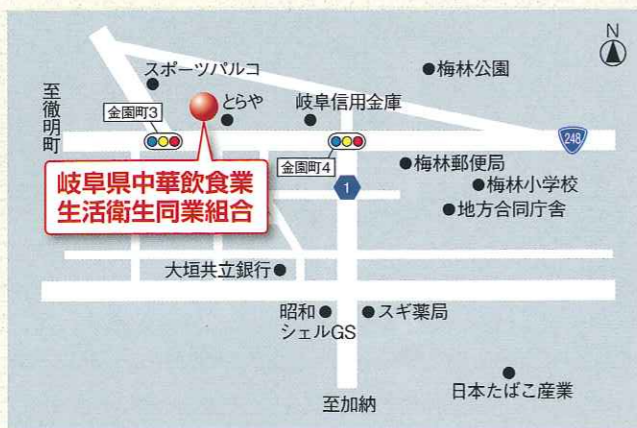 N
スポーツパルコ
梅林公園
至徹明町
金園町3
とらや
岐阜信用金庫
248
金園町4
梅林郵便局
岐阜県中華飲食業
生活衛生同業組合
1
梅林小学校
地方合同庁舎
大垣共立銀行
昭和
シェルGS
スギ薬局
日本たばこ産業
至加納